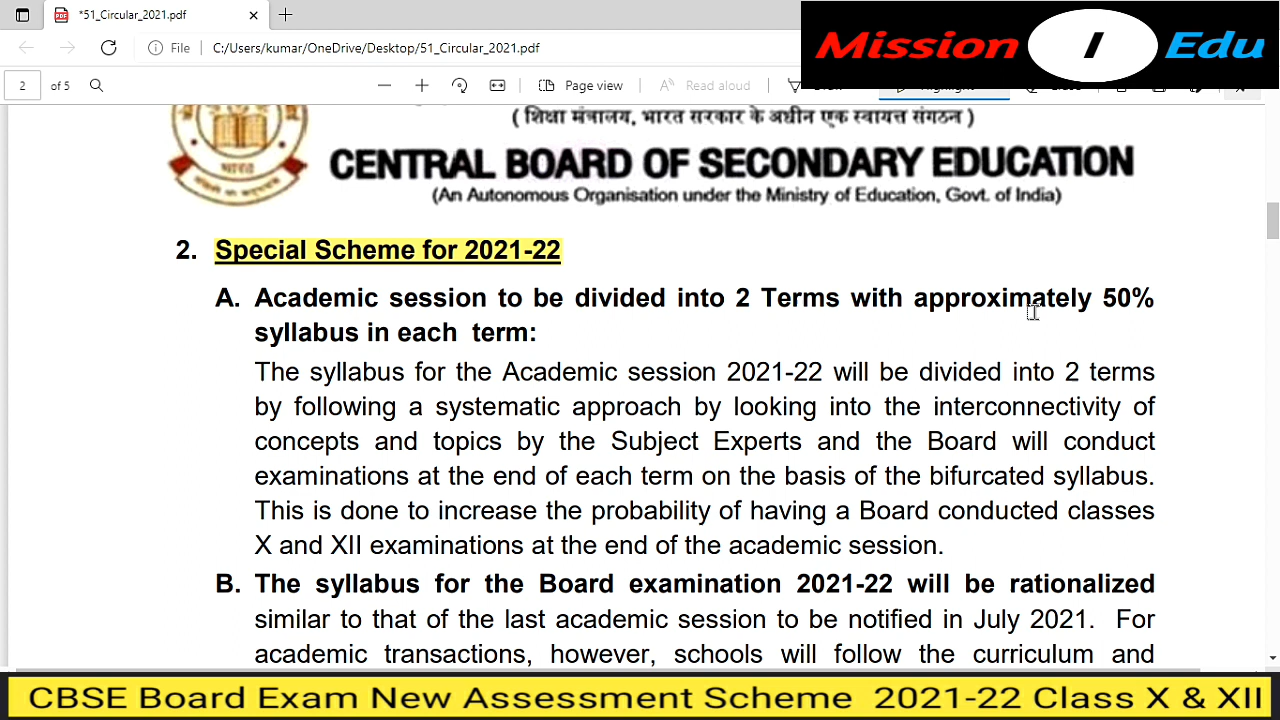 *51_Circular_2021.pdf
File C:/Users/kumar/OneDrive/Desktop/51_Circular_2021.pdf
Mission I Edu
2 of 5 Page view Read aloud
( शिक्षा मंत्रालय, भारत सरकार के अधीन एक स्वायत्त संगठन )
भारत
CENTRAL BOARD OF SECONDARY EDUCATION
(An Autonomous Organisation under the Ministry of Education, Govt. of India)
2. Special Scheme for 2021-22
A. Academic session to be divided into 2 Terms with approximately 50%
syllabus in each term:
The syllabus for the Academic session 2021-22 will be divided into 2 terms
by following a systematic approach by looking into the interconnectivity of
concepts and topics by the Subject Experts and the Board will conduct
examinations at the end of each term on the basis of the bifurcated syllabus.
This is done to increase the probability of having a Board conducted classes
X and XII examinations at the end of the academic session.
B. The syllabus for the Board examination 2021-22 will be rationalized
similar to that of the last academic session to be notified in July 2021. For
academic transactions, however, schools will follow the curriculum and
CBSE Board Exam New Assessment Scheme 2021-22 Class X & XII